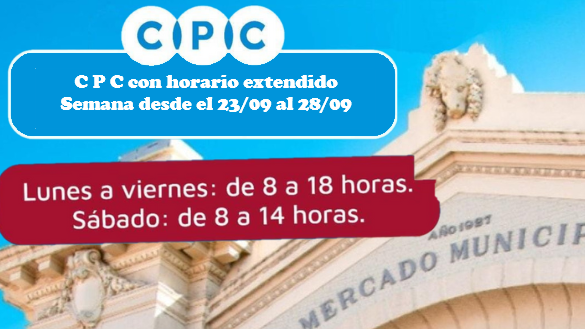 CPC
C P C con horario extendido
Semana desde el 23/09 al 28/09
Lunes a viernes: de 8 a 18 horas.
Sábado: de 8 a 14 horas.
AÑO 1927
MERCADO MUNICIP